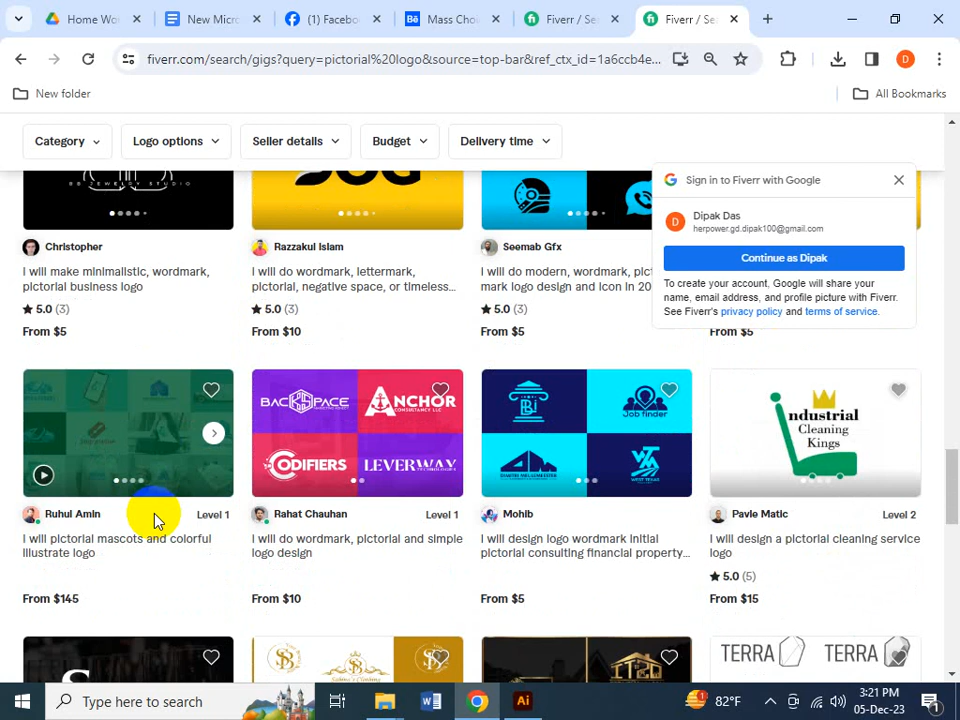 Home Wo
New Micro
(1) Facebo
Mass Choi
Fiverr / Se
Fiverr / Se
fiverr.com/search/gigs?query=pictorial%20logo&source=top-bar&ref_ctx_id=1a6ccb4e...
D
New folder
All Bookmarks
Category
Logo options
Seller details
Budget
Delivery time
Sign in to Fiverr with Google
D
Dipak Das
herpower.gd.dipak100@gmail.com
Continue as Dipak
To create your account, Google will share your
name, email address, and profile picture with Fiverr.
See Fiverr's privacy policy and terms of service.
BB JEWELRY STUDIO
Christopher
Razzakul Islam
Seemab Gfx
I will make minimalistic, wordmark,
pictorial business logo
I will do wordmark, lettermark,
pictorial, negative space, or timeless...
I will do modern, wordmark, pict
mark logo design and icon in 20
5.0 (3)
5.0 (3)
5.0 (3)
From $5
From $10
From $5
From $5
BACKSPACE
ANCHOR
CONSULTANCY LLC
CODIFIERS
LEVERWAY
Job finder
WEST TEXAS
Industrial
Cleaning
Kings
Ruhul Amin
Level 1
Rahat Chauhan
Level 1
Mohib
Pavle Matic
Level 2
I will pictorial mascots and colorful
illustrate logo
I will do wordmark, pictorial and simple
logo design
I will design logo wordmark initial
pictorial consulting financial property...
I will design a pictorial cleaning service
logo
5.0 (5)
From $145
From $10
From $5
From $15
TERRA
TERRA
Type here to search
82°F
3:21 PM
05-Dec-23
1